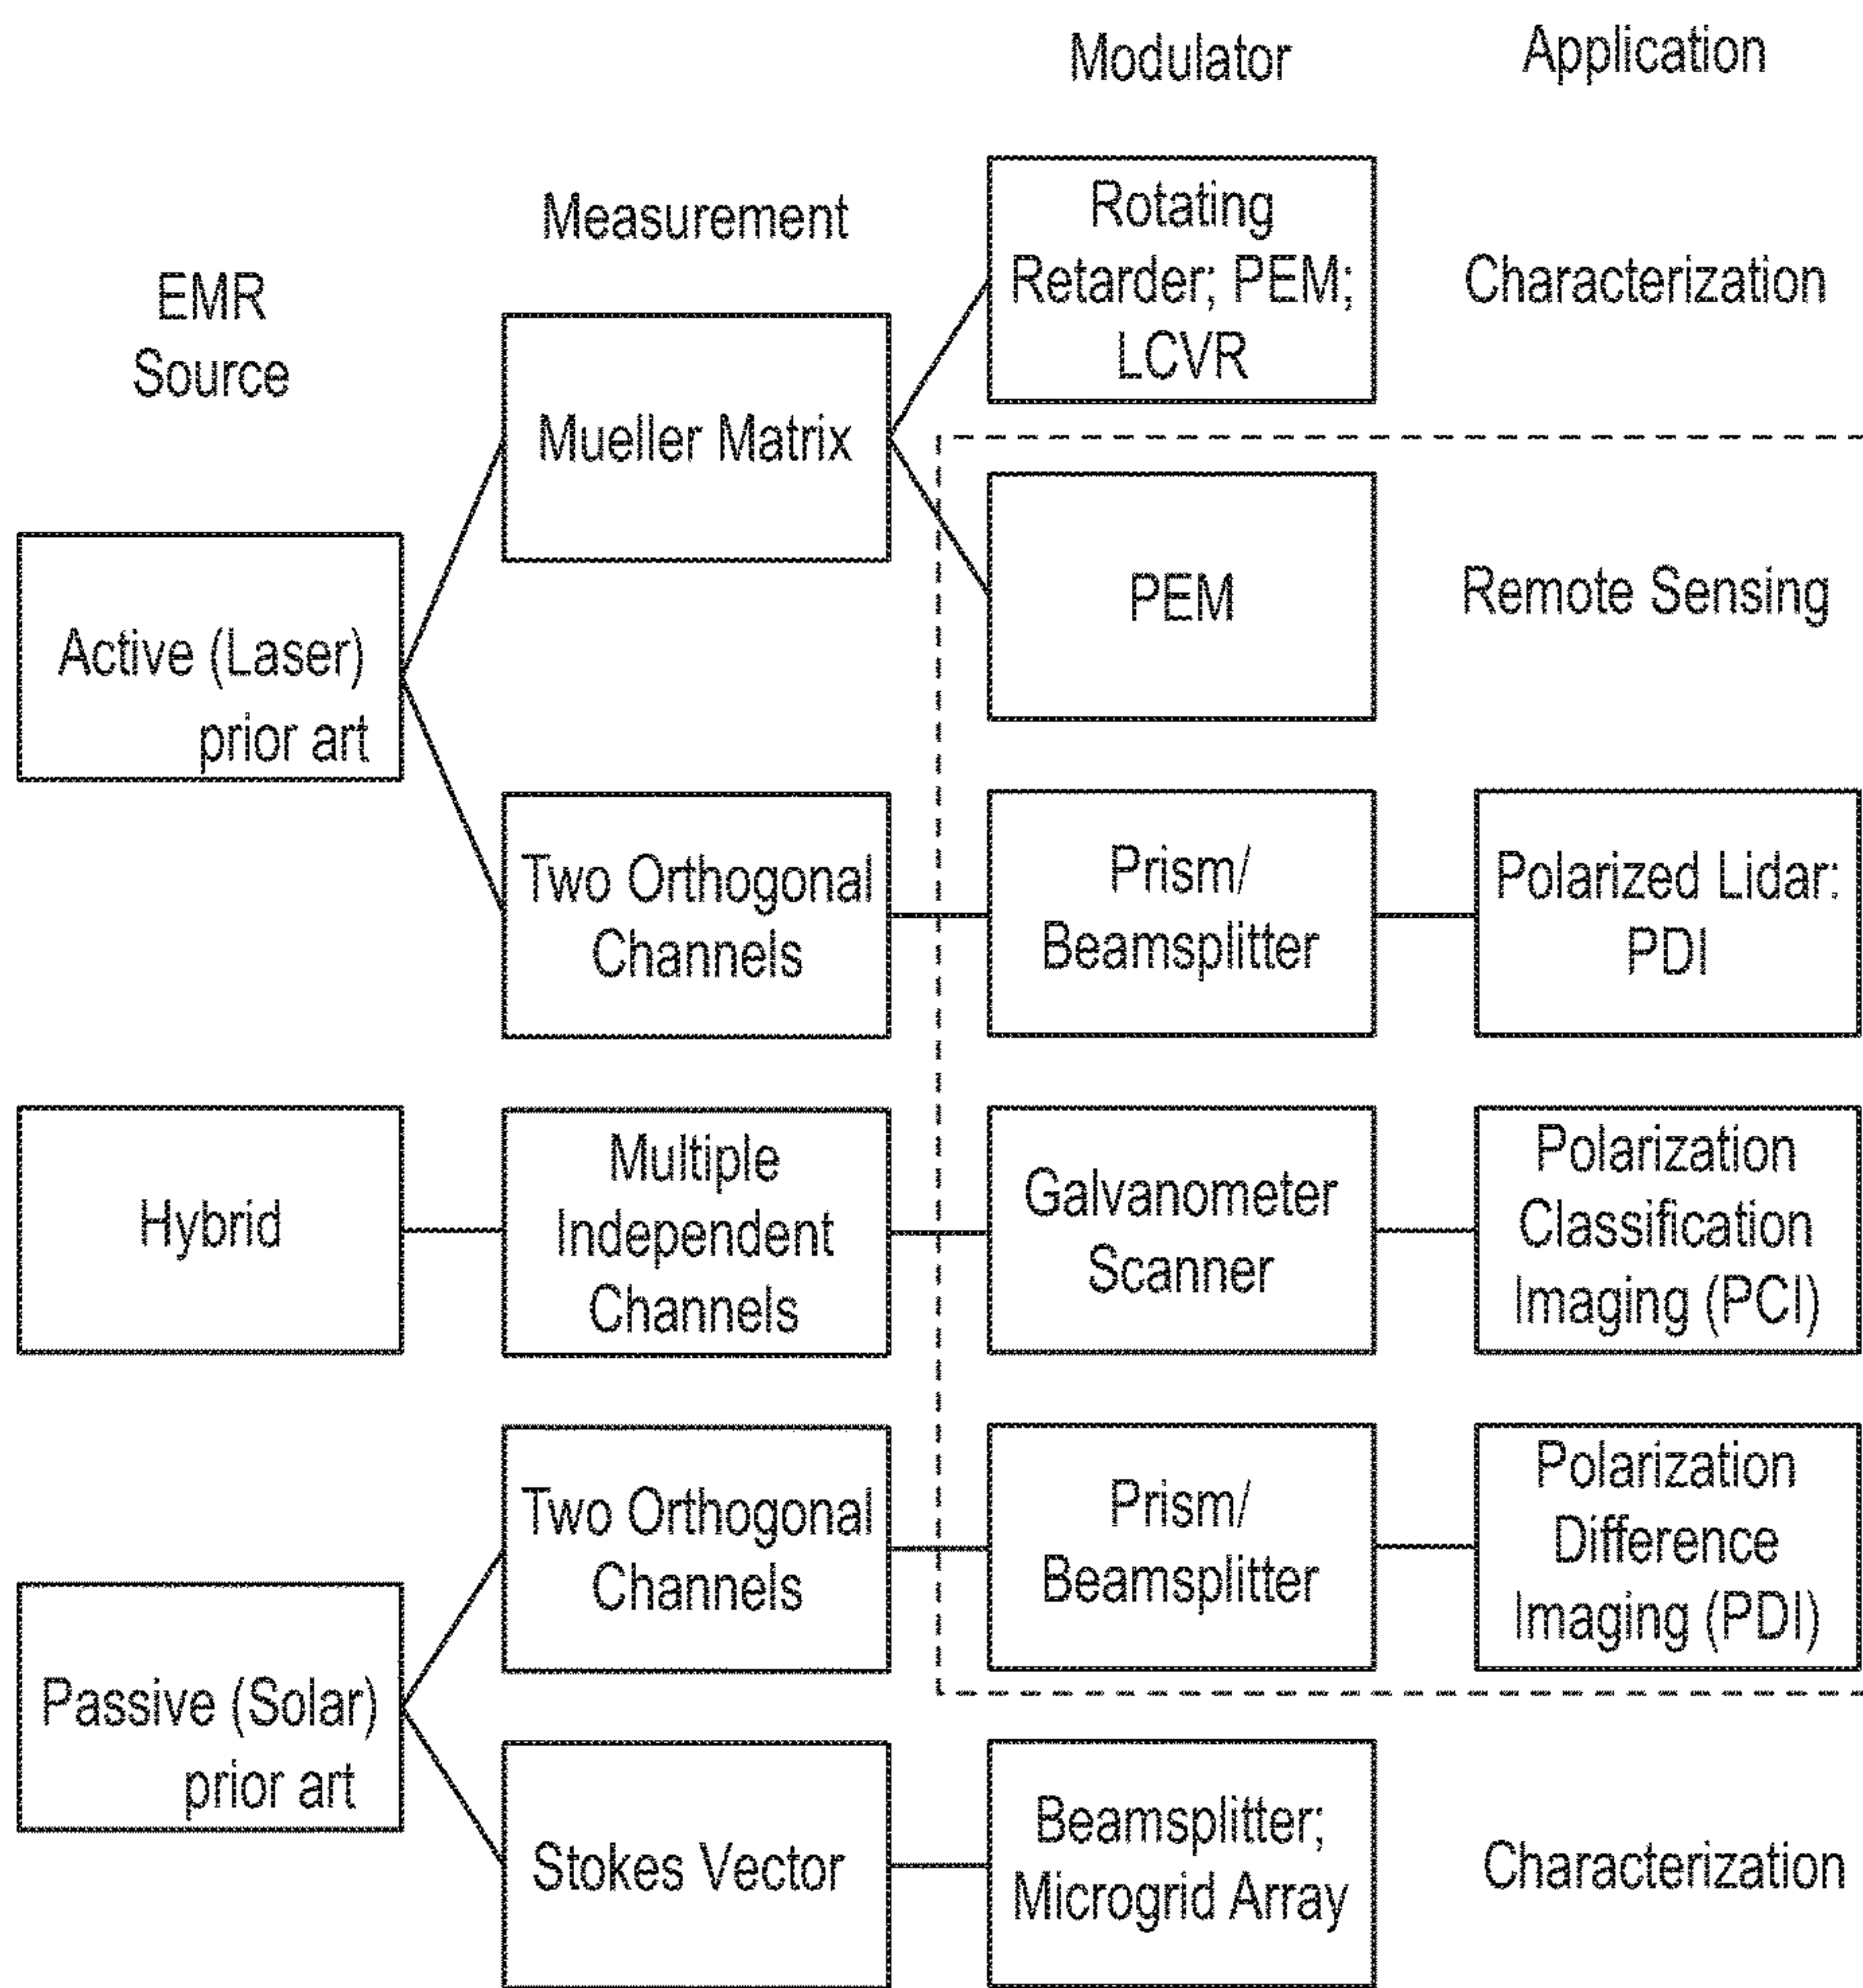 Modulator
Application
Measurement
EMR
Source
Rotating
Retarder; PEM;
LCVR
Characterization
Mueller Matrix
PEM
Remote Sensing
Active (Laser)
prior art
Two Orthogonal
Channels
Prism/
Beamsplitter
Polarized Lidar:
PDI
Hybrid
Multiple
Independent
Channels
Galvanometer
Scanner
Polarization
Classification
Imaging (PCI)
Two Orthogonal
Channels
Prism/
Beamsplitter
Polarization
Difference
Imaging (PDI)
Passive (Solar)
prior art
Stokes Vector
Beamsplitter;
Microgrid Array
Characterization